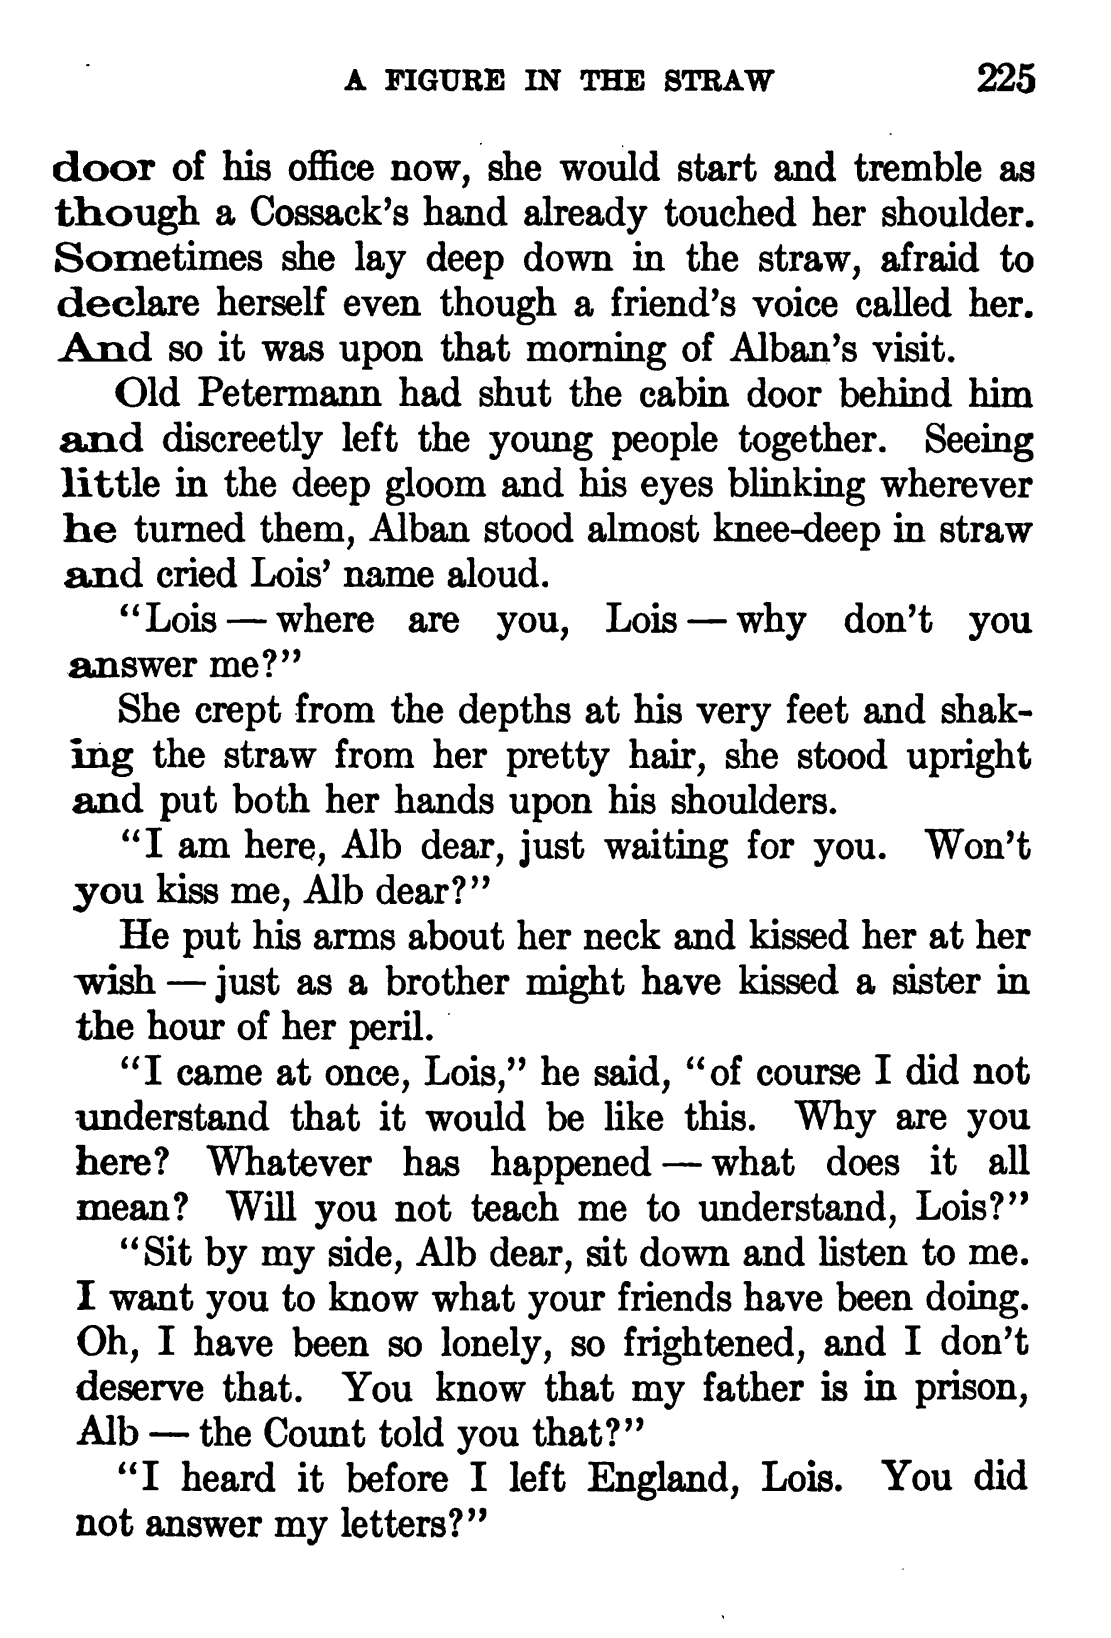 A FIGURE IN THE STRAW 225
door of his office now, she would start and tremble as
though a Cossack's hand already touched her shoulder.
Sometimes she lay deep down in the straw, afraid to
declare herself even though a friend's voice called her.
And so it was upon that morning of Alban's visit.
Old Petermann had shut the cabin door behind him
and discreetly left the young people together. Seeing
little in the deep gloom and his eyes blinking wherever
he turned them, Alban stood almost knee-deep in straw
and cried Lois' name aloud.
"Lois — where are you, Lois — why don't you
answer me?"
She crept from the depths at his very feet and shak-
ing the straw from her pretty hair, she stood upright
and put both her hands upon his shoulders.
"I am here, Alb dear, just waiting for you. Won't
you kiss me, Alb dear?"
He put his arms about her neck and kissed her at her
wish — just as a brother might have kissed a sister in
the hour of her peril.
"I came at once, Lois," he said, "of course I did not
understand that it would be like this. Why are you
here? Whatever has happened — what does it all
mean? Will you not teach me to understand, Lois?"
"Sit by my side, Alb dear, sit down and listen to me.
I want you to know what your friends have been doing.
Oh, I have been so lonely, so frightened, and I don't
deserve that. You know that my father is in prison,
Alb — the Count told you that?"
"I heard it before I left England, Lois. You did
not answer my letters?"